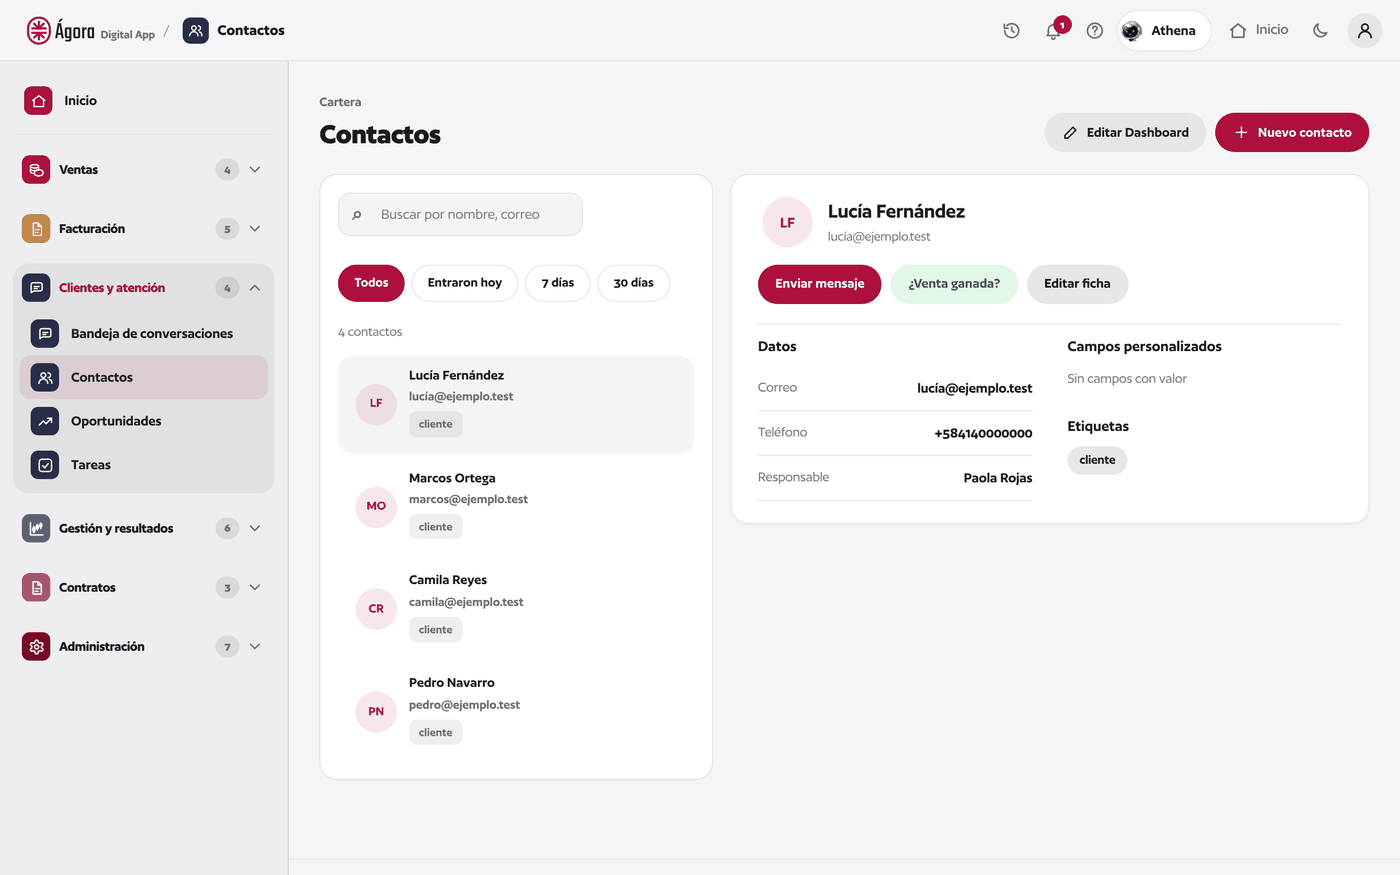 Ágora Digital App / Contactos
1
Athena
Inicio
Inicio
Ventas 4
Facturación 5
Clientes y atención 4
Bandeja de conversaciones
Contactos
Oportunidades
Tareas
Gestión y resultados 6
Contratos 3
Administración 7
Cartera
Contactos
Editar Dashboard
Nuevo contacto
Buscar por nombre, correo
Todos
Entraron hoy
7 días
30 días
4 contactos
LF
Lucía Fernández
lucía@ejemplo.test
cliente
MO
Marcos Ortega
marcos@ejemplo.test
cliente
CR
Camila Reyes
camila@ejemplo.test
cliente
PN
Pedro Navarro
pedro@ejemplo.test
cliente
LF
Lucía Fernández
lucía@ejemplo.test
Enviar mensaje
¿Venta ganada?
Editar ficha
Datos
Correo lucía@ejemplo.test
Teléfono +584140000000
Responsable Paola Rojas
Campos personalizados
Sin campos con valor
Etiquetas
cliente